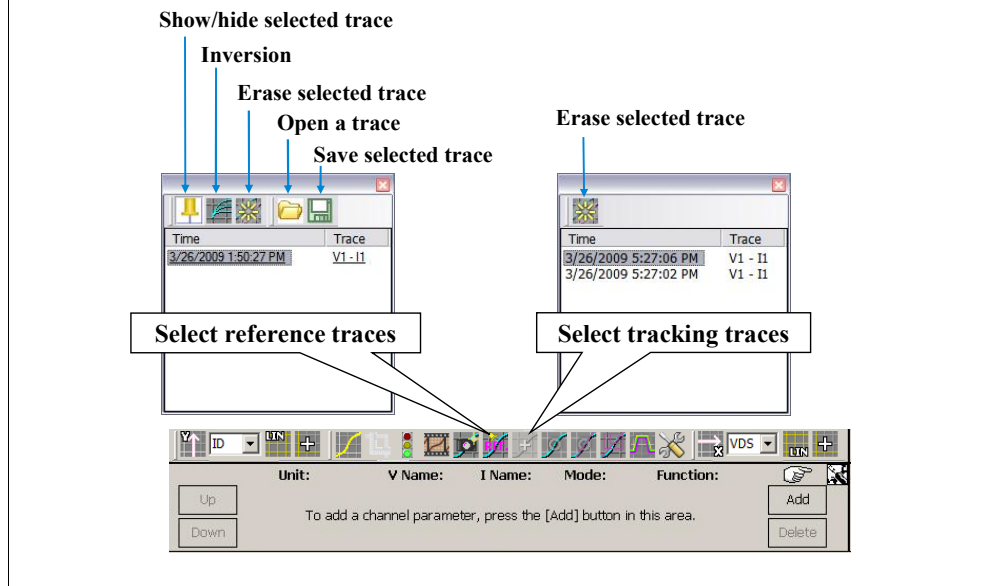 Show/hide selected trace
Inversion
Erase selected trace
Open a trace
Save selected trace
Erase selected trace
Time Trace
3/26/2009 1:50:27 PM V1 - I1
Time Trace
3/26/2009 5:27:06 PM V1 - I1
3/26/2009 5:27:02 PM V1 - I1
Select reference traces
Select tracking traces
Y ID LIN X VDS LIN
Unit: V Name: I Name: Mode: Function:
Up
Down
To add a channel parameter, press the [Add] button in this area.
Add
Delete